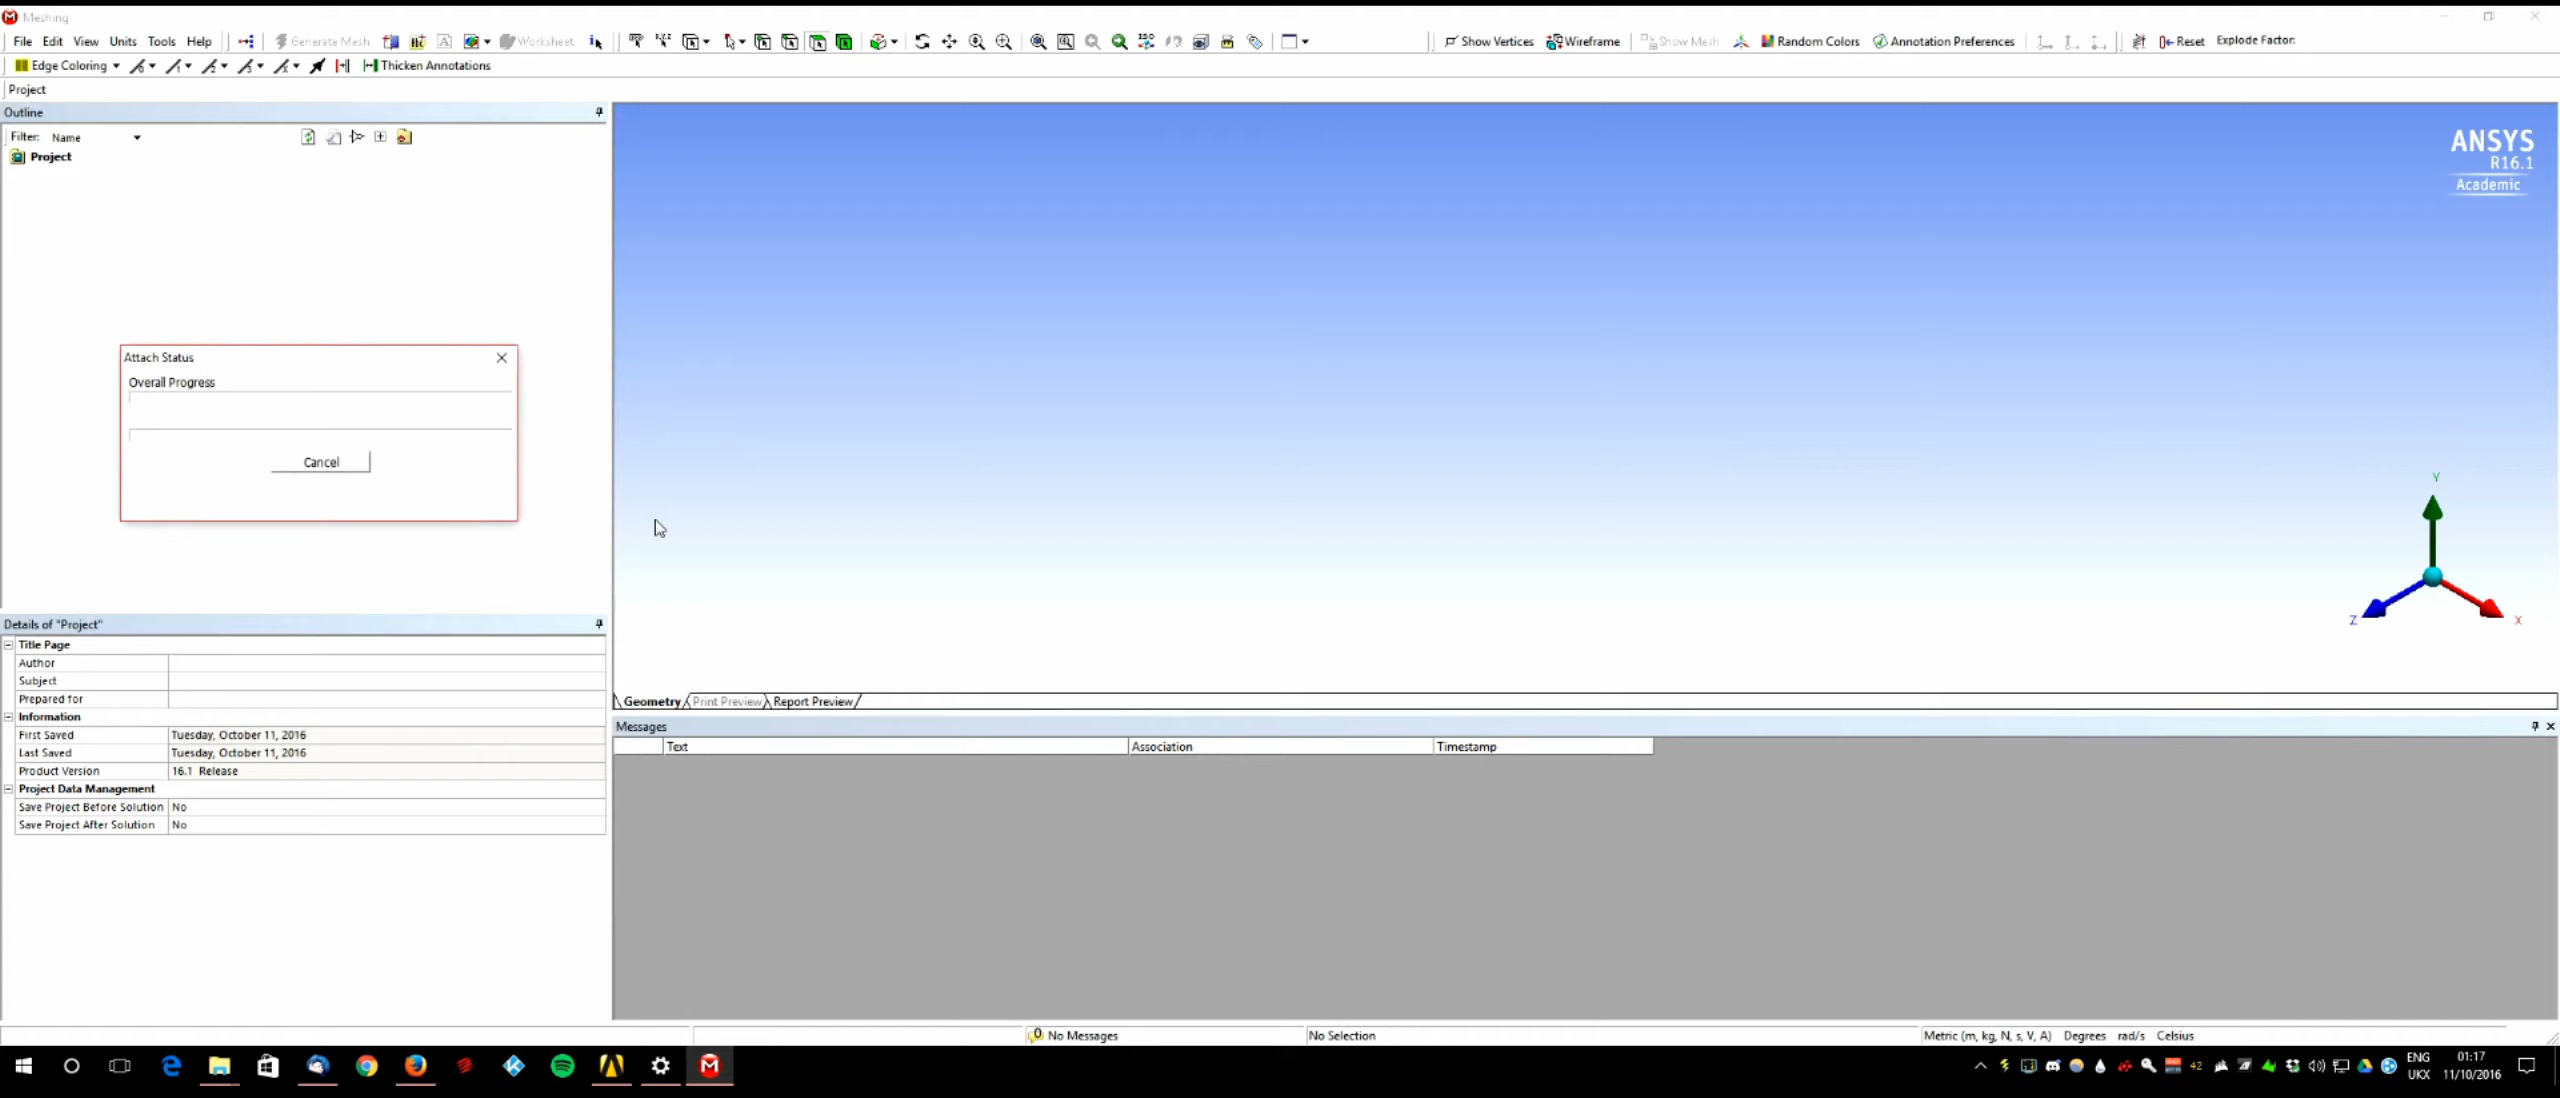 Meshing
File Edit View Units Tools Help Generate Mesh Worksheet Show Vertices Wireframe Show Mesh Random Colors Annotation Preferences Reset Explode Factor:
Edge Coloring Thicken Annotations
Project
Outline
Filter: Name
Project
ANSYS
R16.1
Academic
Attach Status
Overall Progress
Cancel
Y
Z
X
Details of "Project"
Title Page
Author
Subject
Prepared for
Information
First Saved Tuesday, October 11, 2016
Last Saved Tuesday, October 11, 2016
Product Version 16.1 Release
Project Data Management
Save Project Before Solution No
Save Project After Solution No
Geometry Print Preview Report Preview
Messages
Text Association Timestamp
0 No Messages No Selection Metric (m, kg, N, s, V, A) Degrees rad/s Celsius
42
ENG
UKX
01:17
11/10/2016